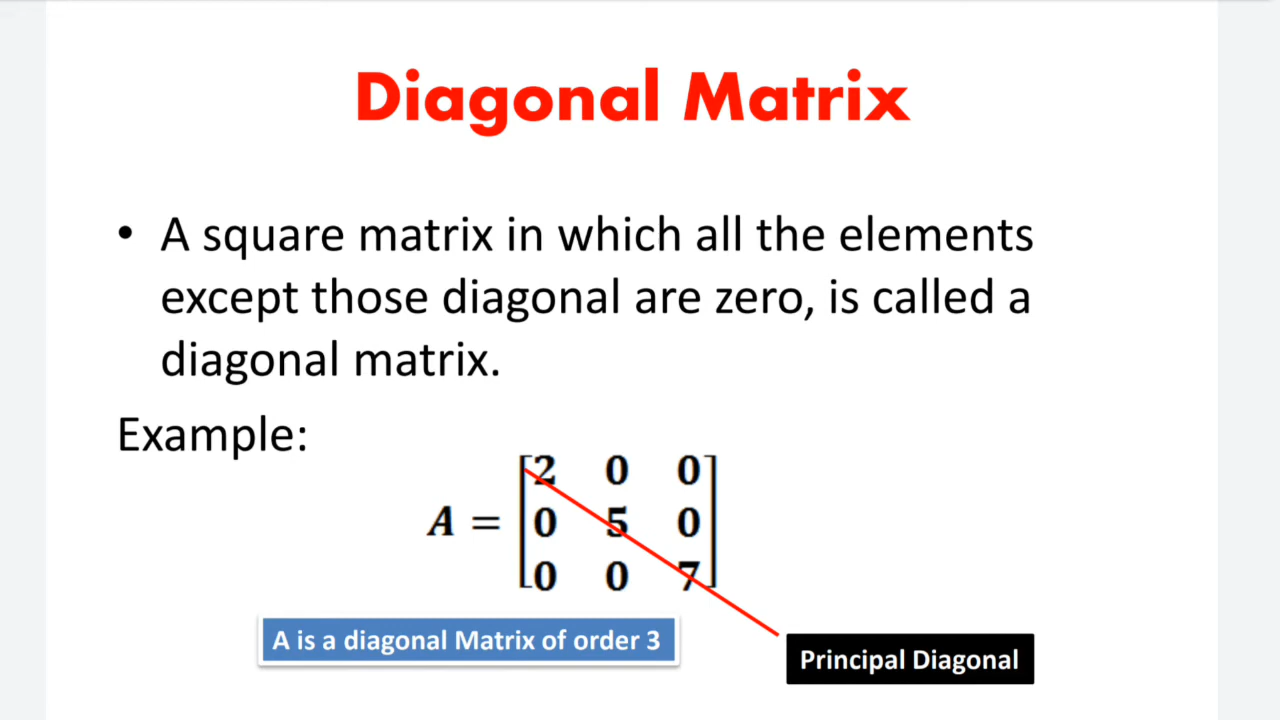 Diagonal Matrix
• A square matrix in which all the elements
except those diagonal are zero, is called a
diagonal matrix.
Example:
A = [2 0 0
0 5 0
0 0 7]
A is a diagonal Matrix of order 3
Principal Diagonal